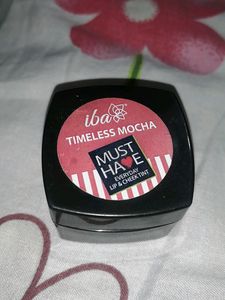 iba
TIMELESS MOCHA
MUST
HAVE
EVERYDAY
LIP & CHEEK TINT